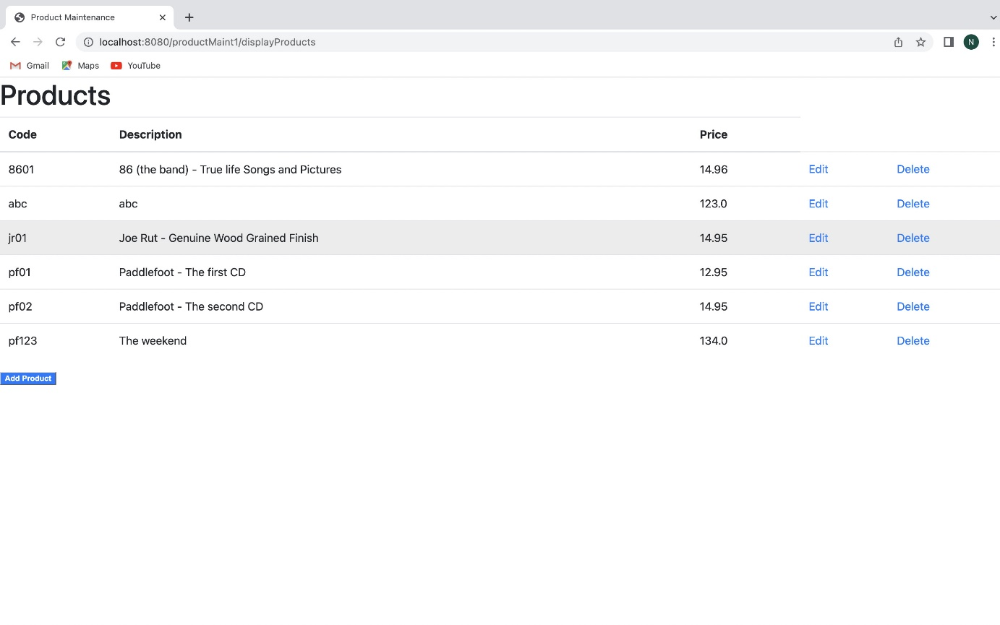 Product Maintenance
localhost:8080/productMaint1/displayProducts
N
Gmail Maps YouTube
Products
Code Description Price
8601 86 (the band) - True life Songs and Pictures 14.96 Edit Delete
abc abc 123.0 Edit Delete
jr01 Joe Rut - Genuine Wood Grained Finish 14.95 Edit Delete
pf01 Paddlefoot - The first CD 12.95 Edit Delete
pf02 Paddlefoot - The second CD 14.95 Edit Delete
pf123 The weekend 134.0 Edit Delete
Add Product